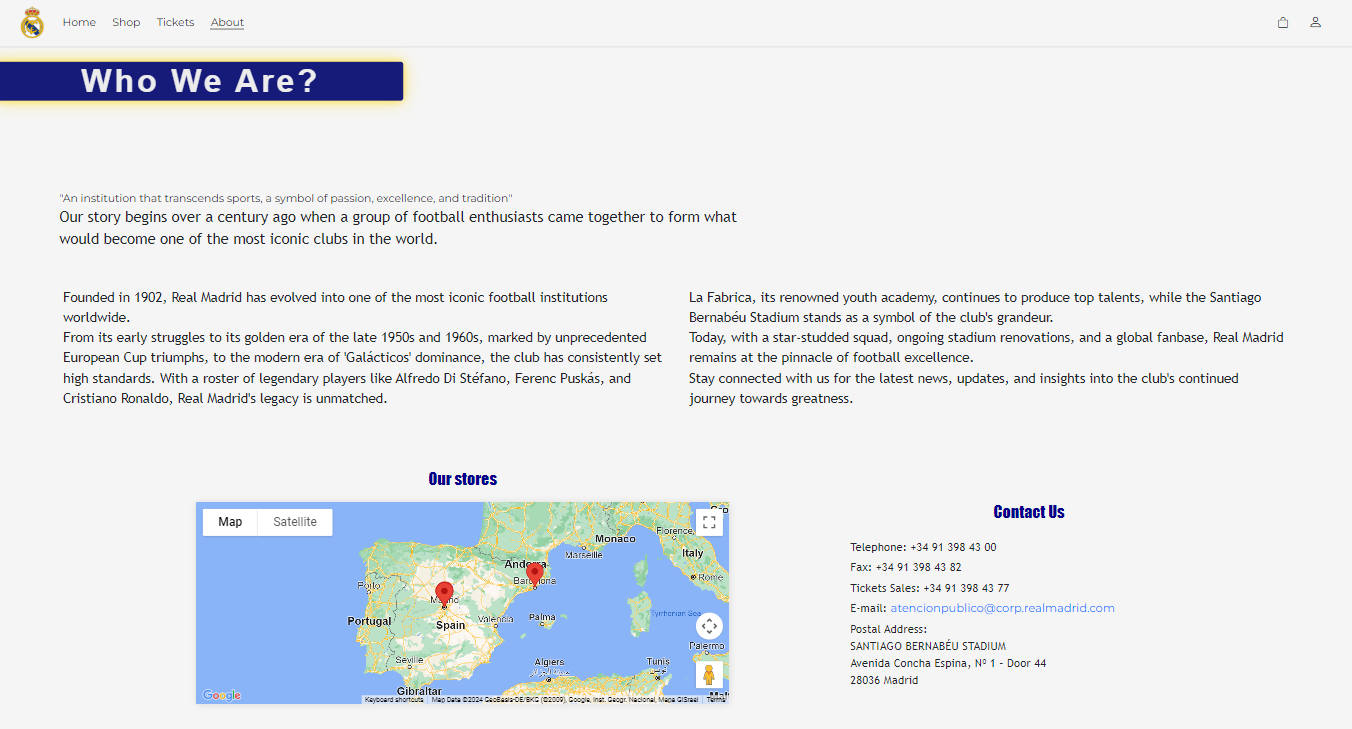 Home Shop Tickets About
Who We Are?
"An institution that transcends sports, a symbol of passion, excellence, and tradition"
Our story begins over a century ago when a group of football enthusiasts came together to form what
would become one of the most iconic clubs in the world.
Founded in 1902, Real Madrid has evolved into one of the most iconic football institutions
worldwide.
From its early struggles to its golden era of the late 1950s and 1960s, marked by unprecedented
European Cup triumphs, to the modern era of 'Galácticos' dominance, the club has consistently set
high standards. With a roster of legendary players like Alfredo Di Stéfano, Ferenc Puskás, and
Cristiano Ronaldo, Real Madrid's legacy is unmatched.
La Fabrica, its renowned youth academy, continues to produce top talents, while the Santiago
Bernabéu Stadium stands as a symbol of the club's grandeur.
Today, with a star-studded squad, ongoing stadium renovations, and a global fanbase, Real Madrid
remains at the pinnacle of football excellence.
Stay connected with us for the latest news, updates, and insights into the club's continued
journey towards greatness.
Our stores
Map Satellite
Monaco
Florence
Marseille
Italy
Andorra
Barcelona
Rome
Porto
Madrid
Portugal
Spain
Valencia
Palma
Tyrrhenian Sea
Palermo
Seville
Algiers
Tunis
Gibraltar
Google
Keyboard shortcuts Map Data ©2024 GeoBasis-DE/BKG (©2009), Google, Inst. Geogr. Nacional, Mapa GISrael Terms
Contact Us
Telephone: +34 91 398 43 00
Fax: +34 91 398 43 82
Tickets Sales: +34 91 398 43 77
E-mail: atencionpublico@corp.realmadrid.com
Postal Address:
SANTIAGO BERNABÉU STADIUM
Avenida Concha Espina, Nº 1 - Door 44
28036 Madrid